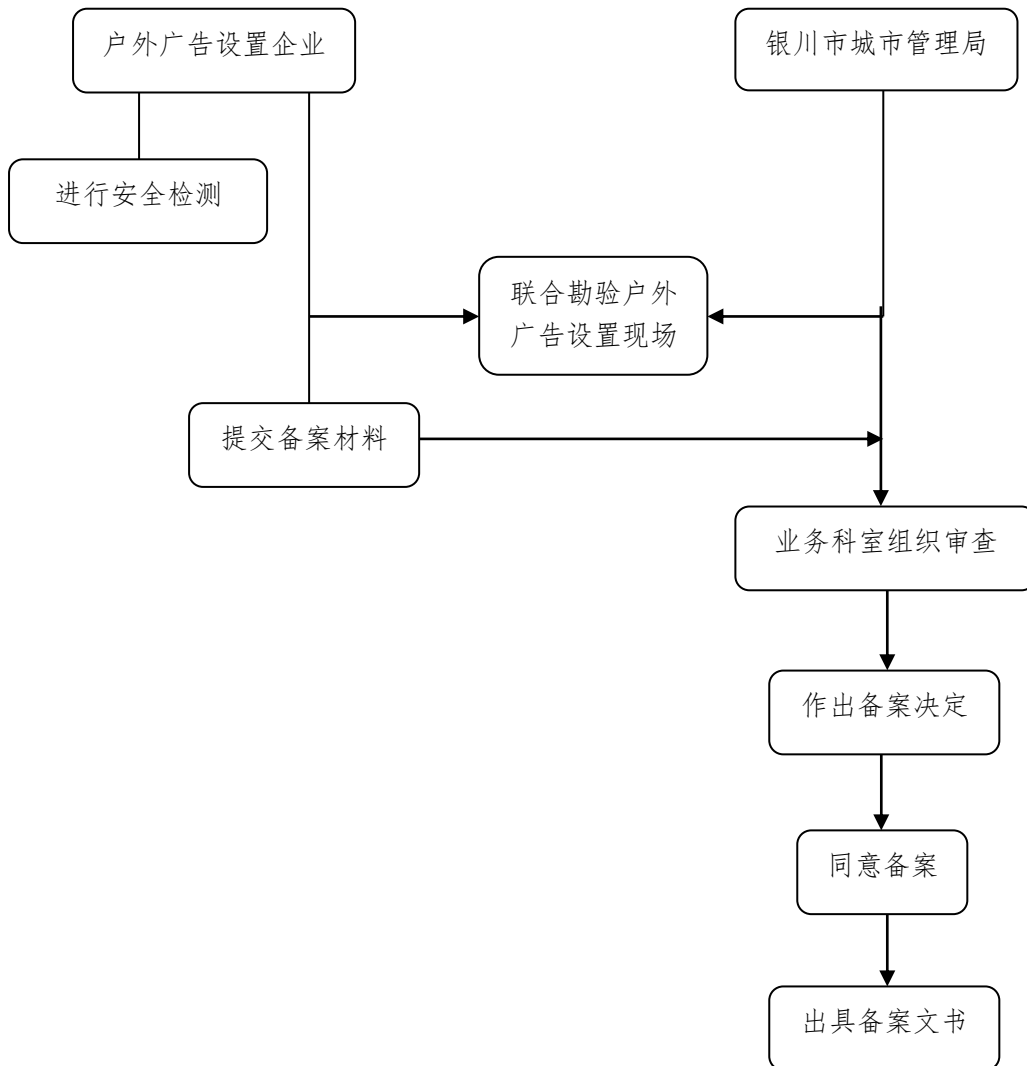 户外广告设置企业
银川市城市管理局
进行安全检测
联合勘验户外
广告设置现场
提交备案材料
业务科室组织审查
作出备案决定
同意备案
出具备案文书